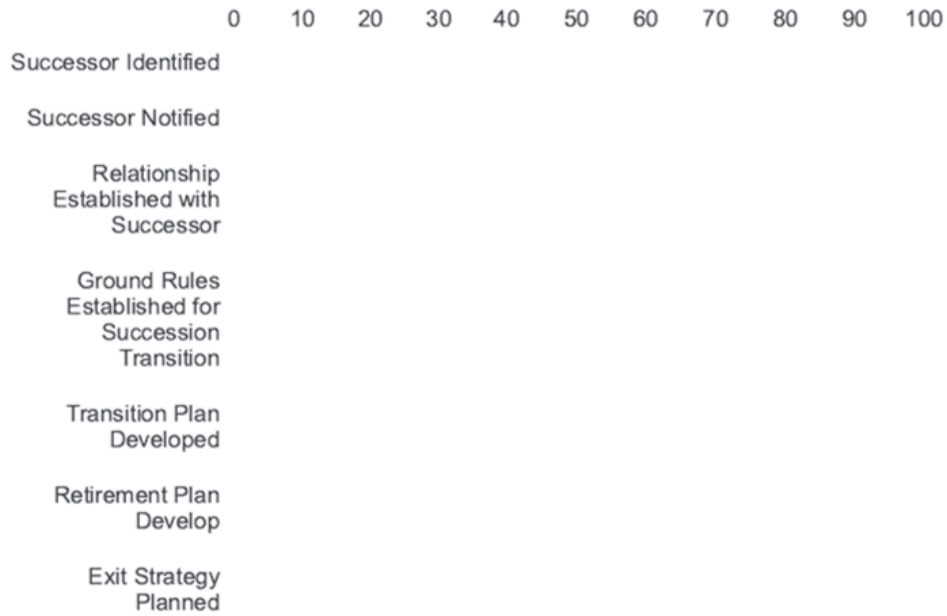 0 10 20 30 40 50 60 70 80 90 100
Successor Identified
Successor Notified
Relationship
Established with
Successor
Ground Rules
Established for
Succession
Transition
Transition Plan
Developed
Retirement Plan
Develop
Exit Strategy
Planned